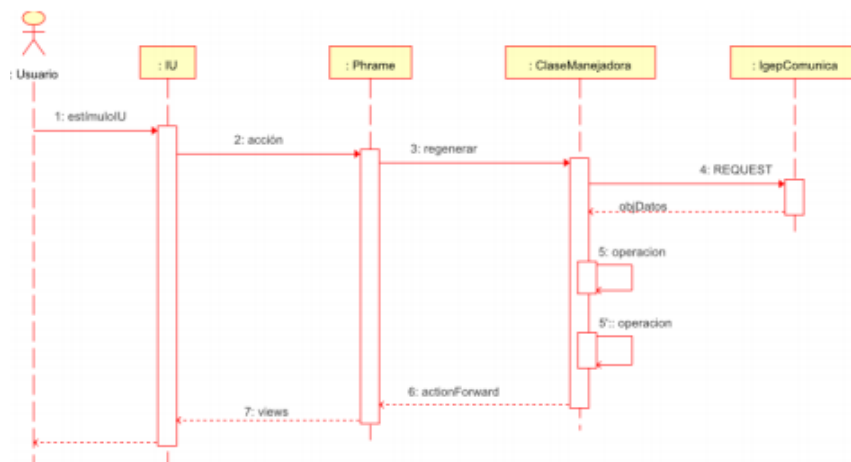 : Usuario
: IU
: Phrame
: ClaseManejadora
: IgepComunica
1: estímuloIU
2: acción
3: regenerar
4: REQUEST
objDatos
5: operacion
5':: operacion
6: actionForward
7: views